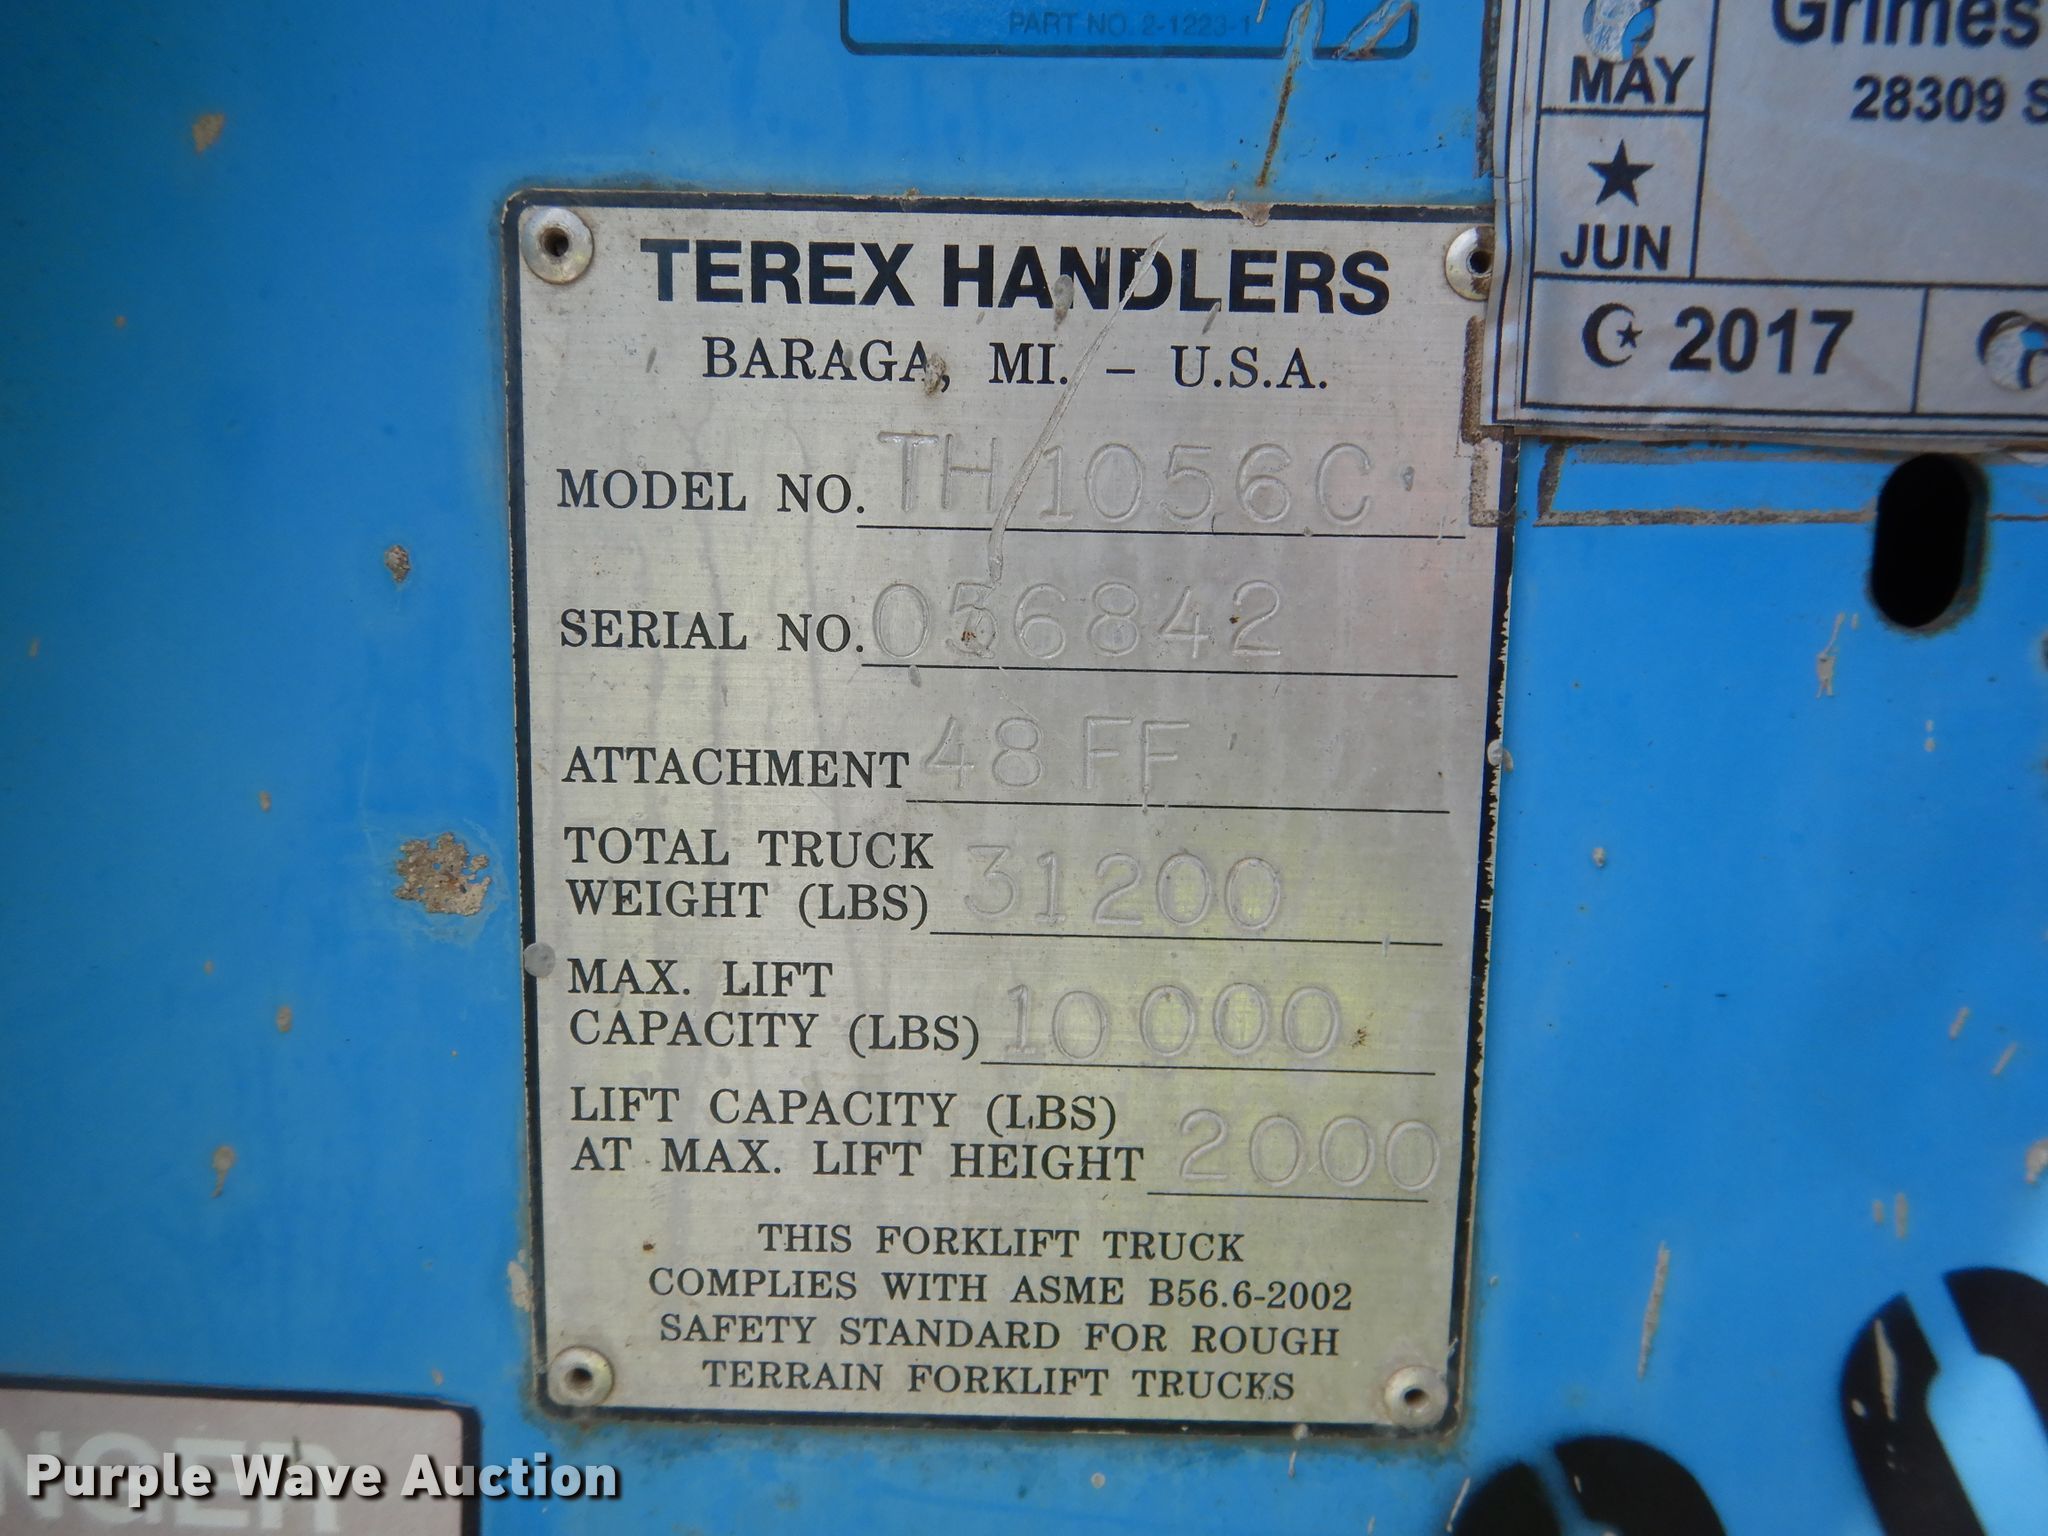 PART NO. 2-1223-1
Grimes
28309 S
MAY
JUN
2017
TEREX HANDLERS
BARAGA, MI. – U.S.A.
MODEL NO. TH1056C
SERIAL NO. 056842
ATTACHMENT 48 FF
TOTAL TRUCK
WEIGHT (LBS) 31200
MAX. LIFT
CAPACITY (LBS) 10000
LIFT CAPACITY (LBS)
AT MAX. LIFT HEIGHT 2000
THIS FORKLIFT TRUCK
COMPLIES WITH ASME B56.6-2002
SAFETY STANDARD FOR ROUGH
TERRAIN FORKLIFT TRUCKS
NGER
Purple Wave Auction